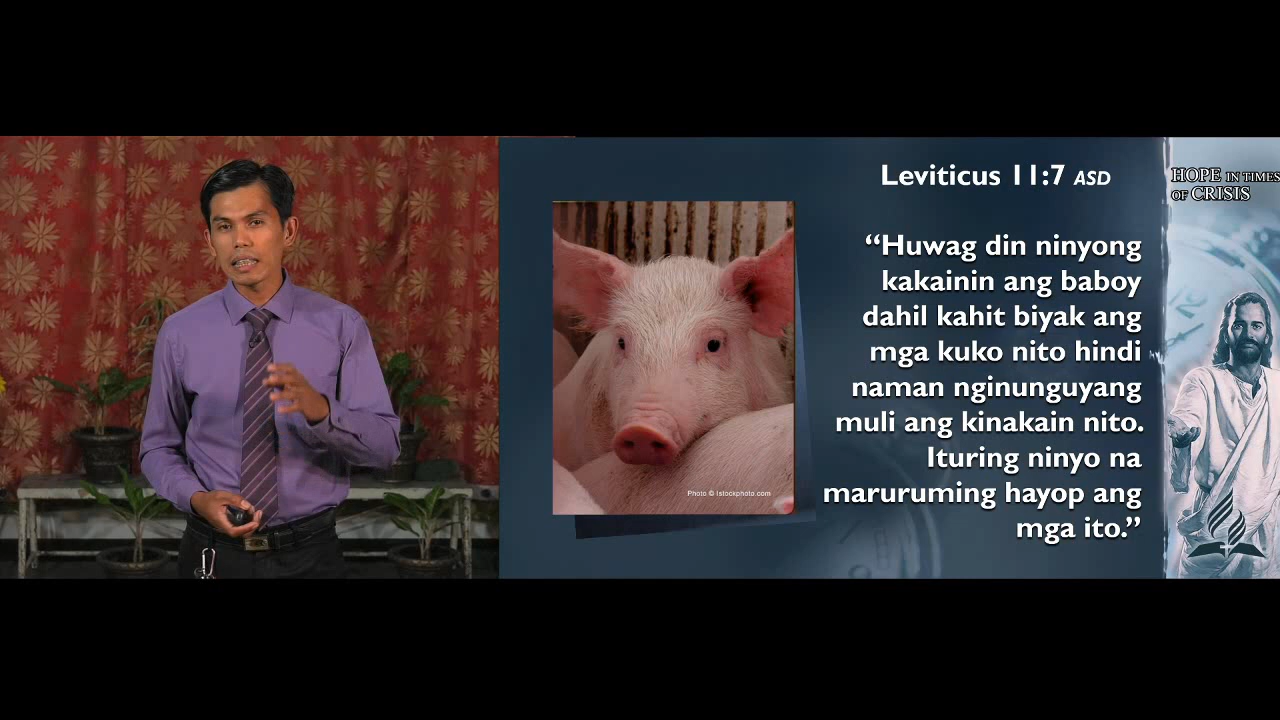 Leviticus 11:7 ASD
HOPE IN TIMES
OF CRISIS
“Huwag din ninyong
kakainin ang baboy
dahil kahit biyak ang
mga kuko nito hindi
naman nginunguyang
muli ang kinakain nito.
Ituring ninyo na
maruruming hayop ang
mga ito.”
Photo © istockphoto.com